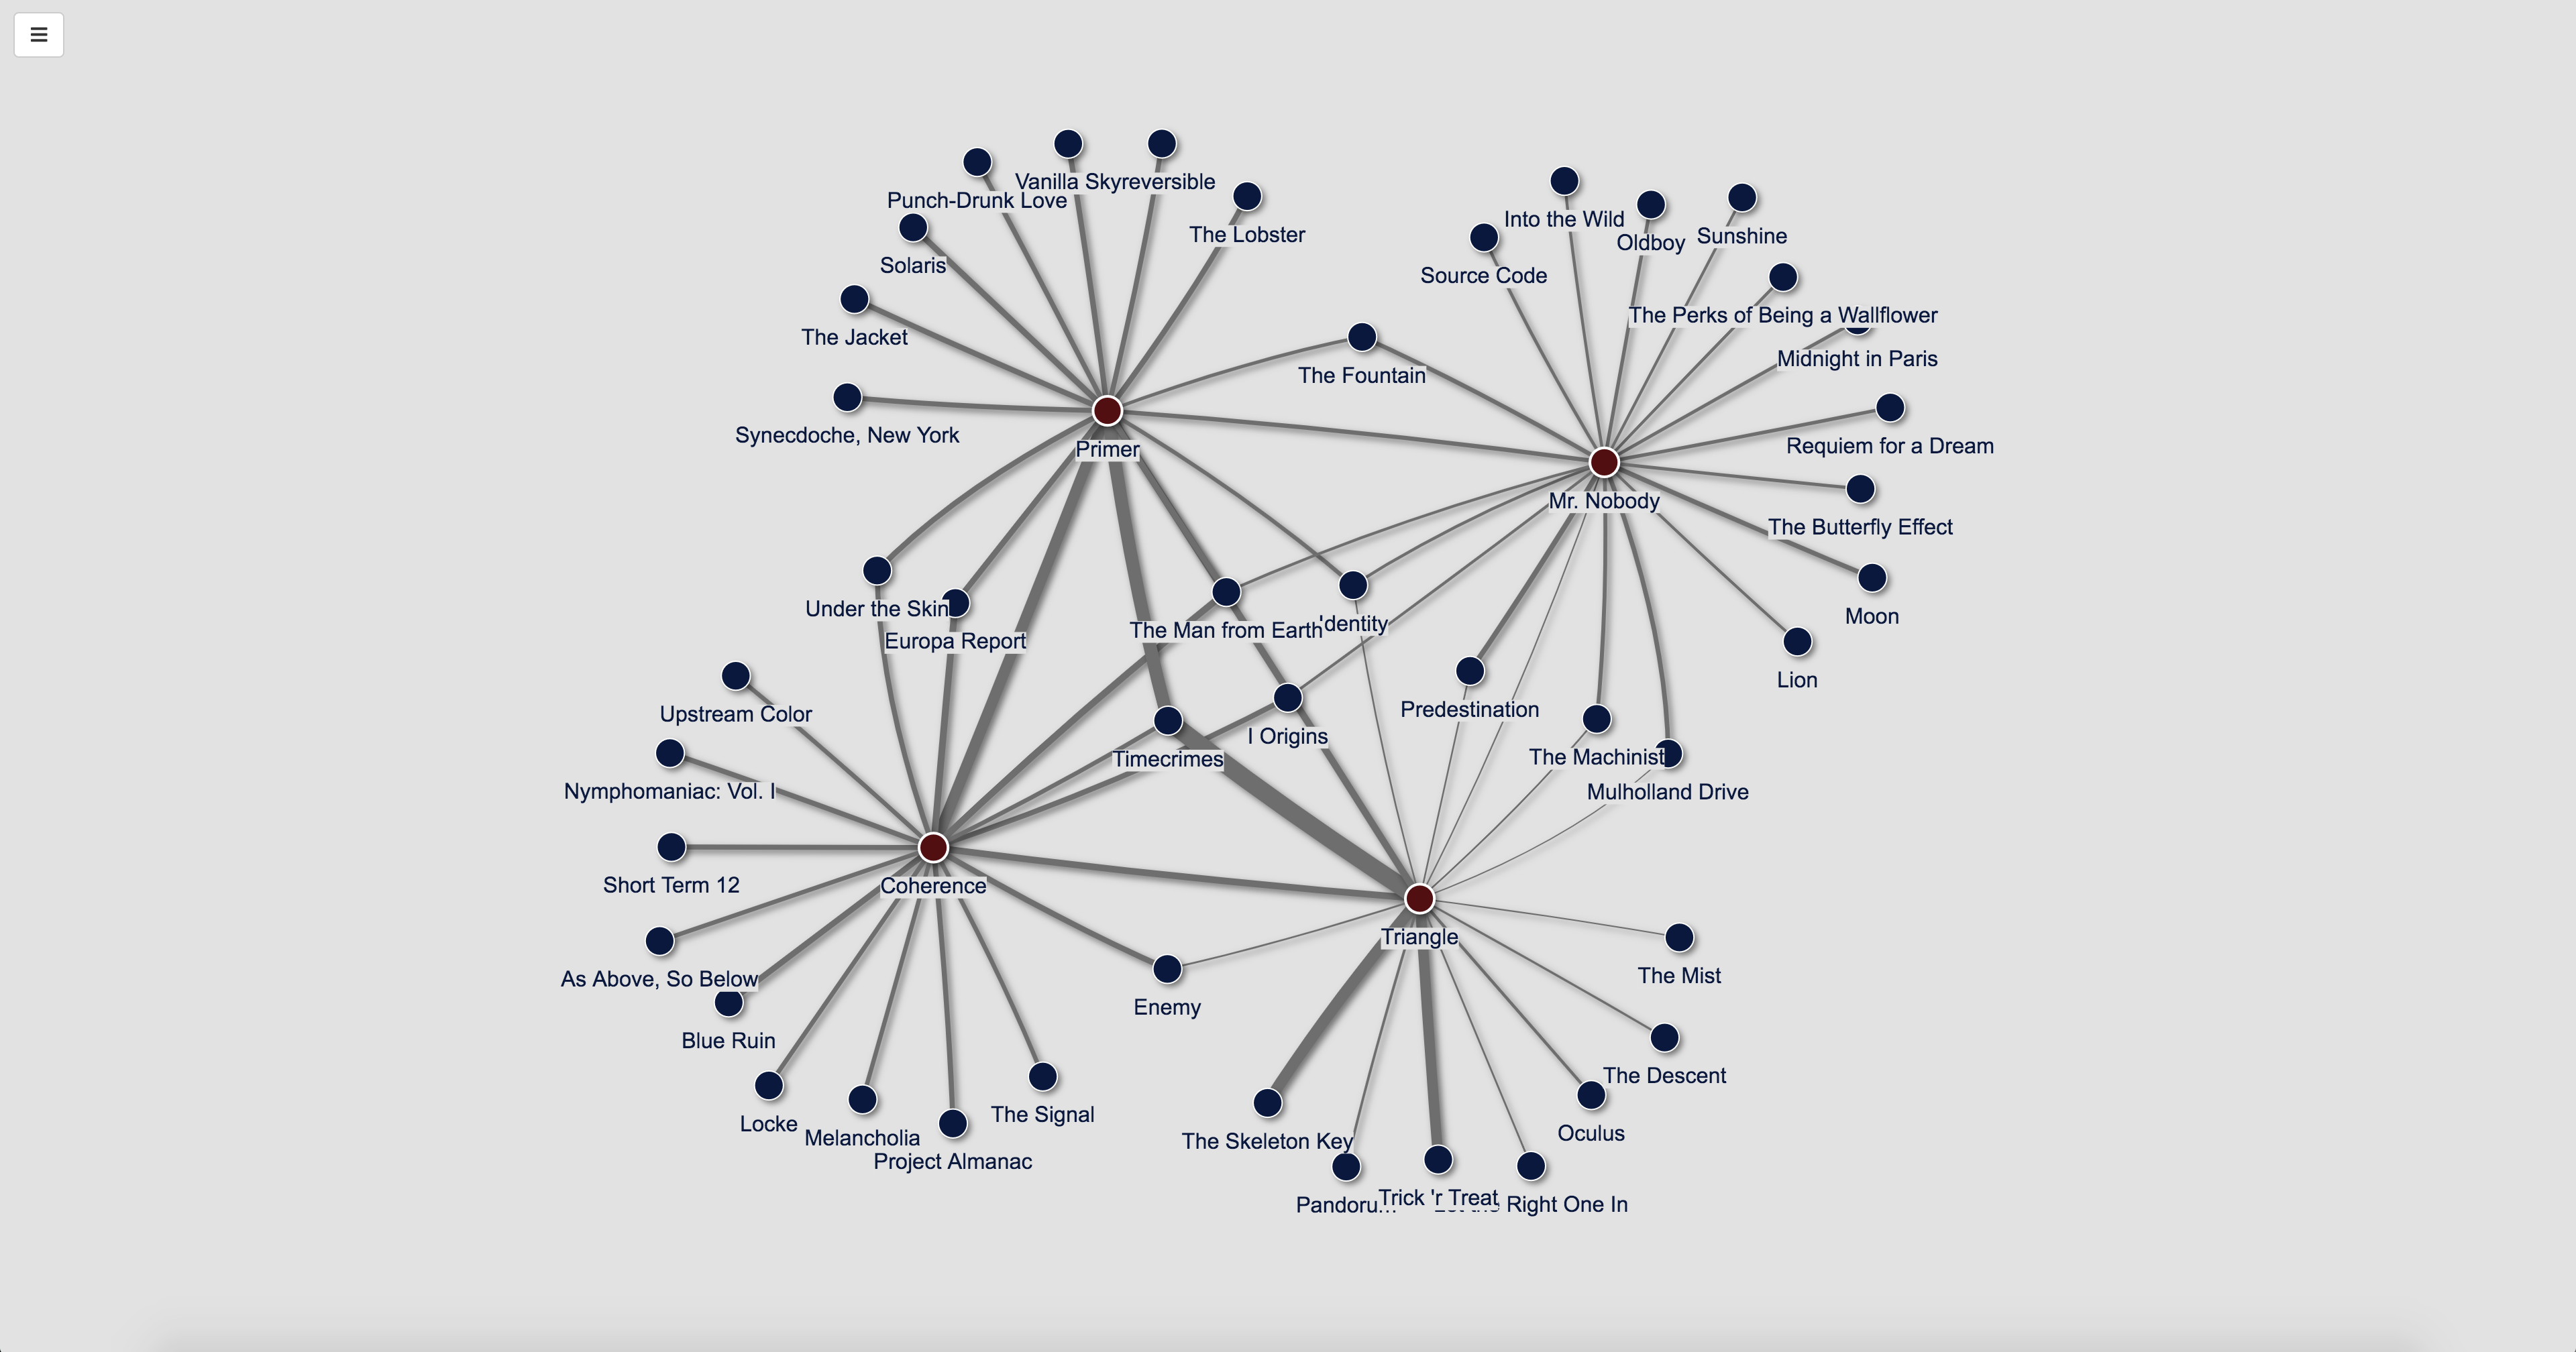 Vanilla Sky
reversible
Punch-Drunk Love
Into the Wild
The Lobster
Sunshine
Oldboy
Solaris
Source Code
The Perks of Being a Wallflower
The Jacket
Midnight in Paris
The Fountain
Synecdoche, New York
Requiem for a Dream
Primer
Mr. Nobody
The Butterfly Effect
Under the Skin
Moon
dentity
The Man from Earth
Europa Report
Lion
Predestination
Upstream Color
I Origins
The Machinist
Timecrimes
Nymphomaniac: Vol. I
Mulholland Drive
Short Term 12
Coherence
Triangle
The Mist
As Above, So Below
Enemy
Blue Ruin
The Descent
The Signal
Locke
Oculus
Melancholia
The Skeleton Key
Project Almanac
Trick 'r Treat
Right One In